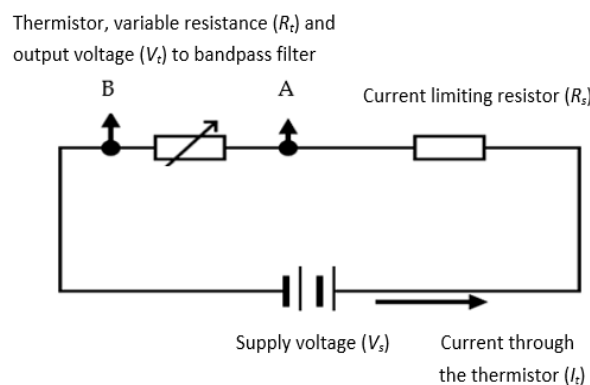 Thermistor, variable resistance (Rₜ) and
output voltage (Vₜ) to bandpass filter
B
A
Current limiting resistor (Rₛ)
Supply voltage (Vₛ)
Current through
the thermistor (Iₜ)